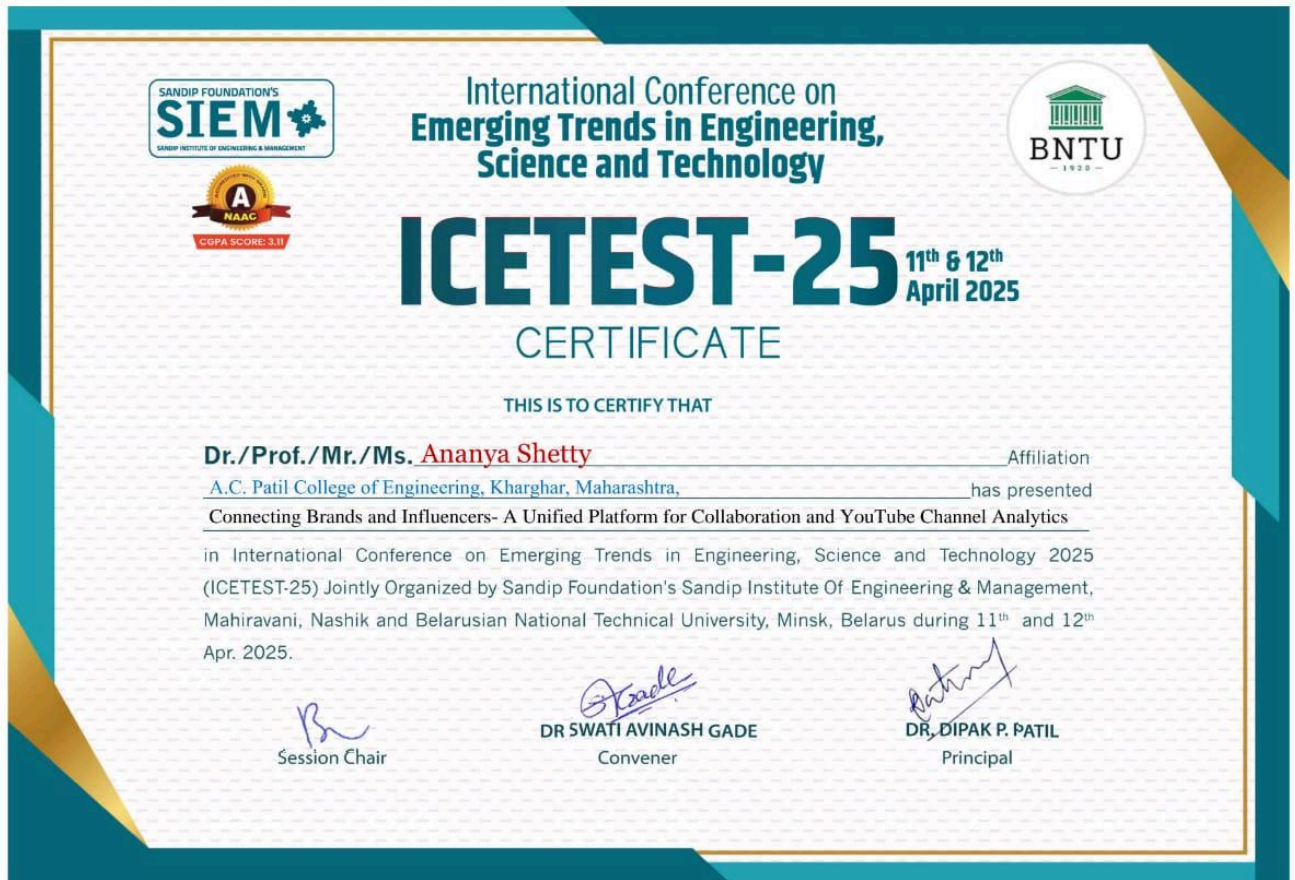 SANDIP FOUNDATION'S
SIEM
SANDIP INSTITUTE OF ENGINEERING & MANAGEMENT
ACCREDITED WITH GRADE
A
NAAC
CGPA SCORE: 3.11
International Conference on
Emerging Trends in Engineering,
Science and Technology
BNTU
1920
ICETEST-25
11th & 12th
April 2025
CERTIFICATE
THIS IS TO CERTIFY THAT
Dr./Prof./Mr./Ms. Ananya Shetty Affiliation
A.C. Patil College of Engineering, Kharghar, Maharashtra, has presented
Connecting Brands and Influencers- A Unified Platform for Collaboration and YouTube Channel Analytics
in International Conference on Emerging Trends in Engineering, Science and Technology 2025
(ICETEST-25) Jointly Organized by Sandip Foundation's Sandip Institute Of Engineering & Management,
Mahiravani, Nashik and Belarusian National Technical University, Minsk, Belarus during 11th and 12th
Apr. 2025.
Session Chair
DR SWATI AVINASH GADE
Convener
DR. DIPAK P. PATIL
Principal